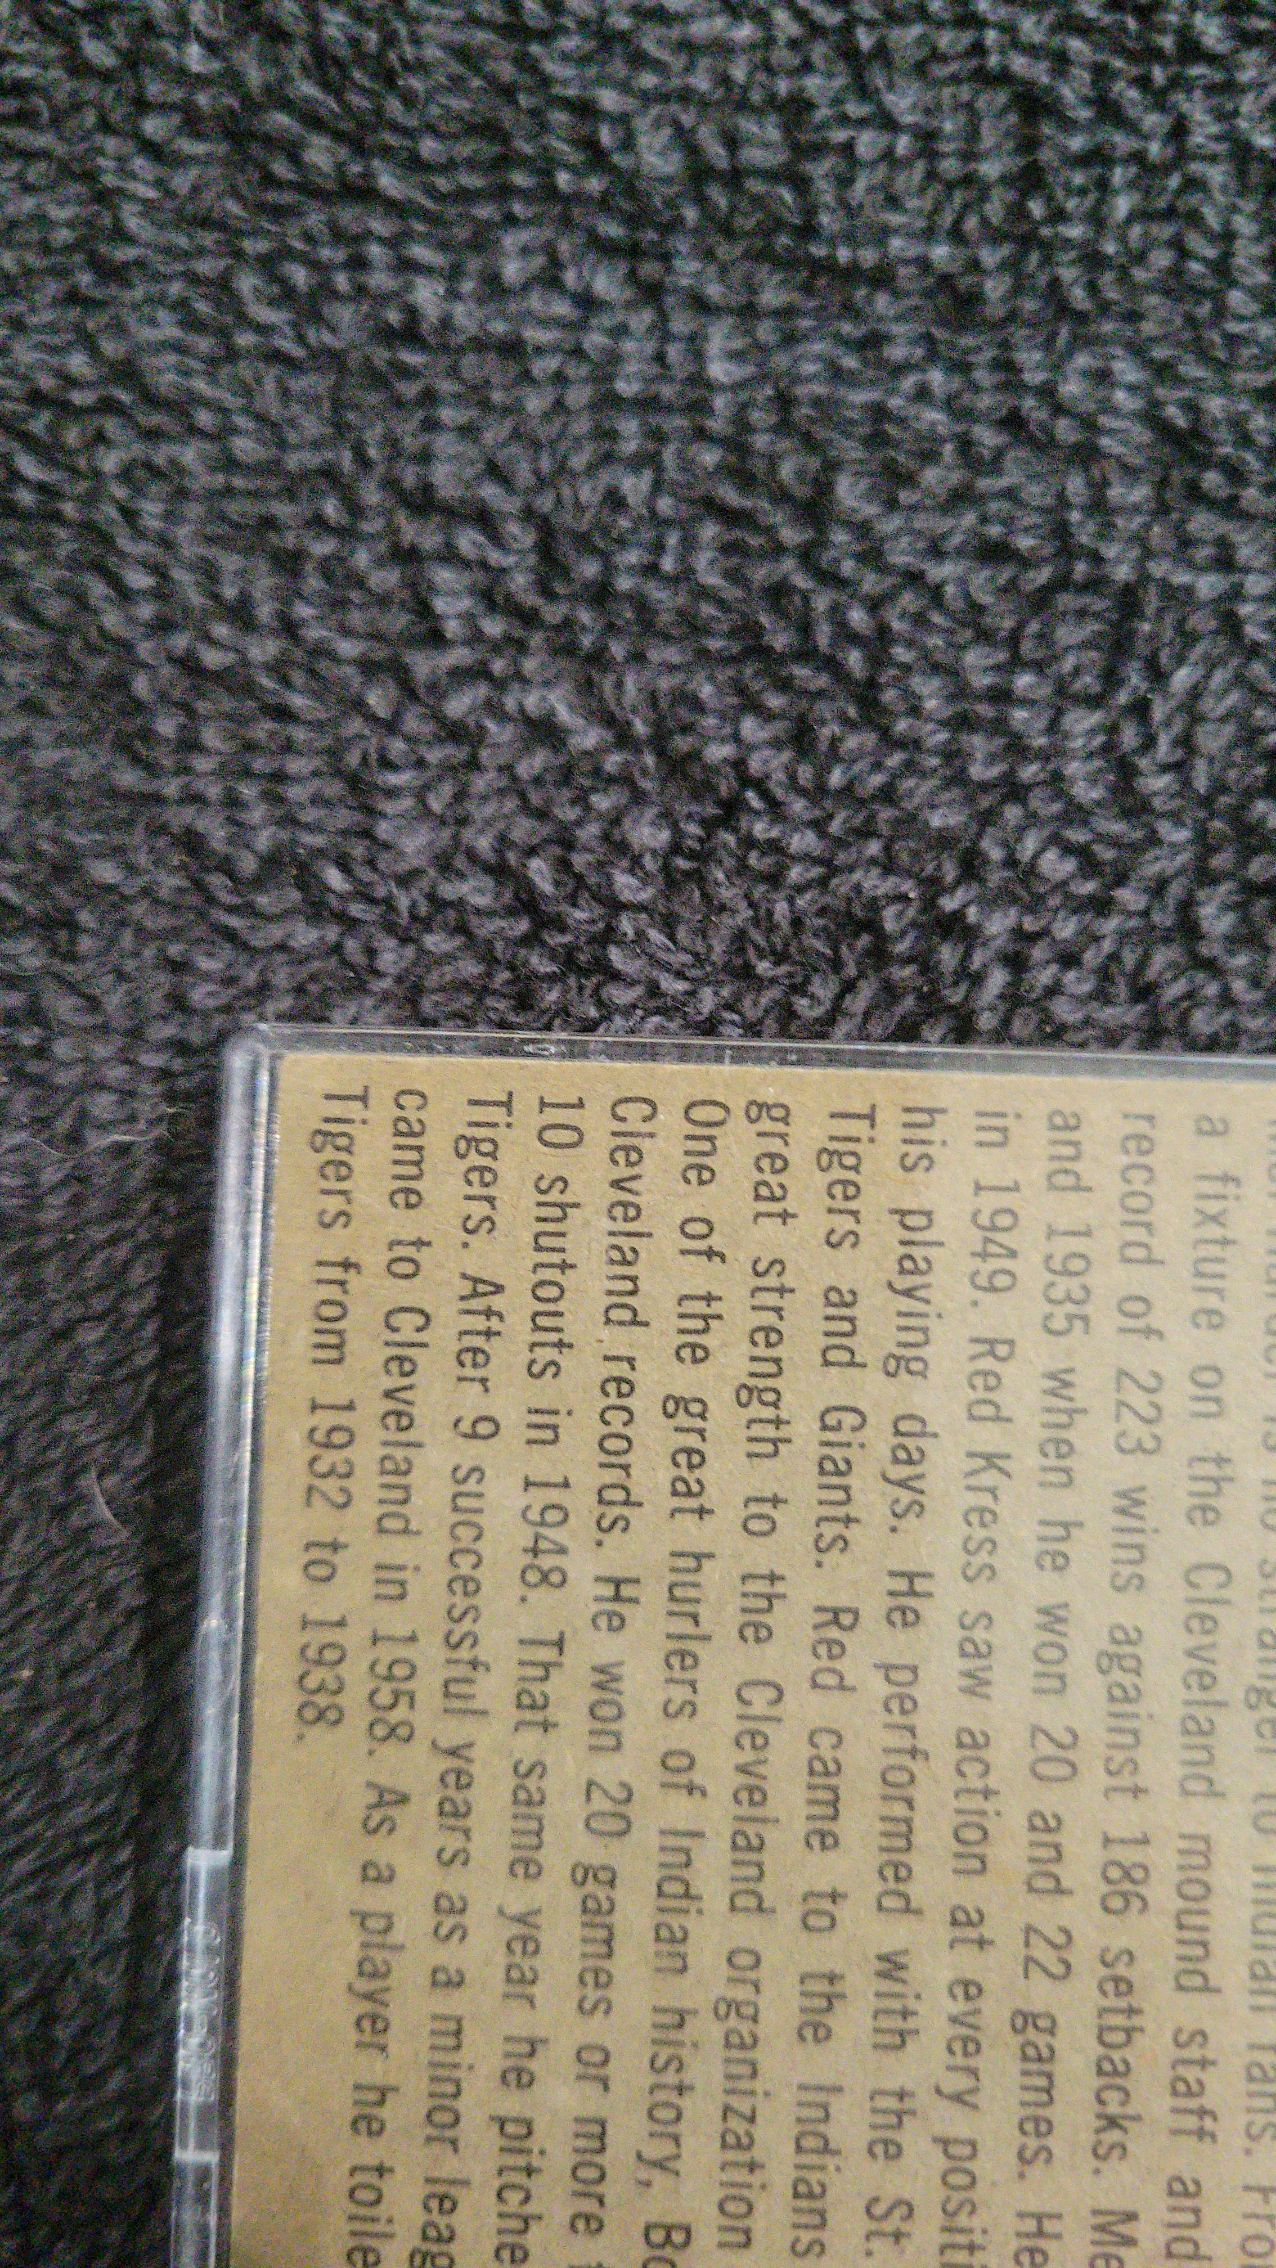 to Indian fans.
a fixture on the Cleveland mound staff and
record of 223 wins against 186 setbacks.
and 1935 when he won 20 and 22 games. He
in 1949. Red Kress saw action at every
his playing days. He performed with the St.
Tigers and Giants. Red came to the Indians
great strength to the Cleveland organization
One of the great hurlers of Indian history,
Cleveland records. He won 20 games or more
10 shutouts in 1948. That same year he
Tigers. After 9 successful years as a minor
came to Cleveland in 1958. As a player he
Tigers from 1932 to 1938.